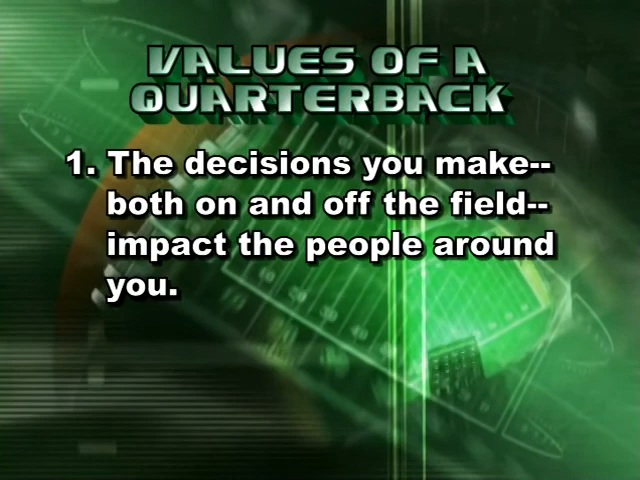 VALUES OF A
QUARTERBACK
1. The decisions you make--
both on and off the field--
impact the people around
you.